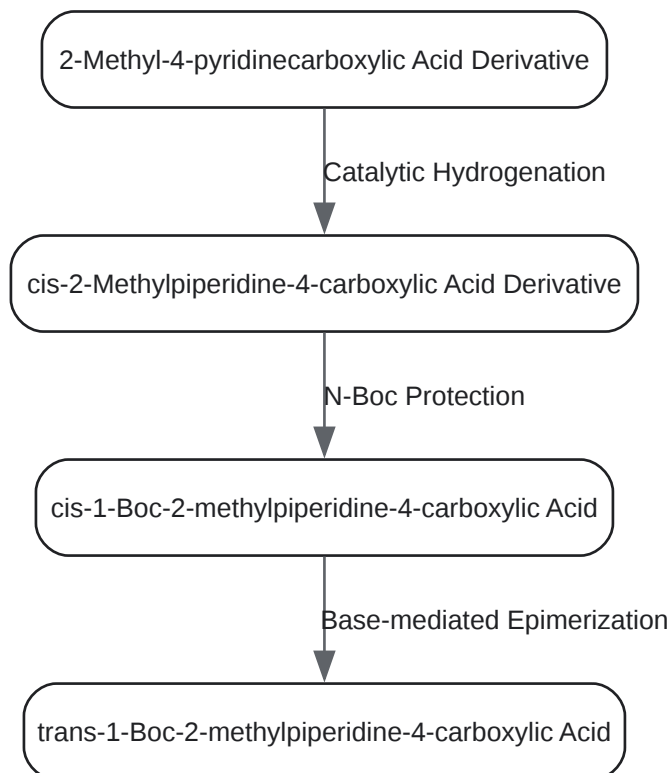 2-Methyl-4-pyridinecarboxylic Acid Derivative
Catalytic Hydrogenation
cis-2-Methylpiperidine-4-carboxylic Acid Derivative
N-Boc Protection
cis-1-Boc-2-methylpiperidine-4-carboxylic Acid
Base-mediated Epimerization
trans-1-Boc-2-methylpiperidine-4-carboxylic Acid